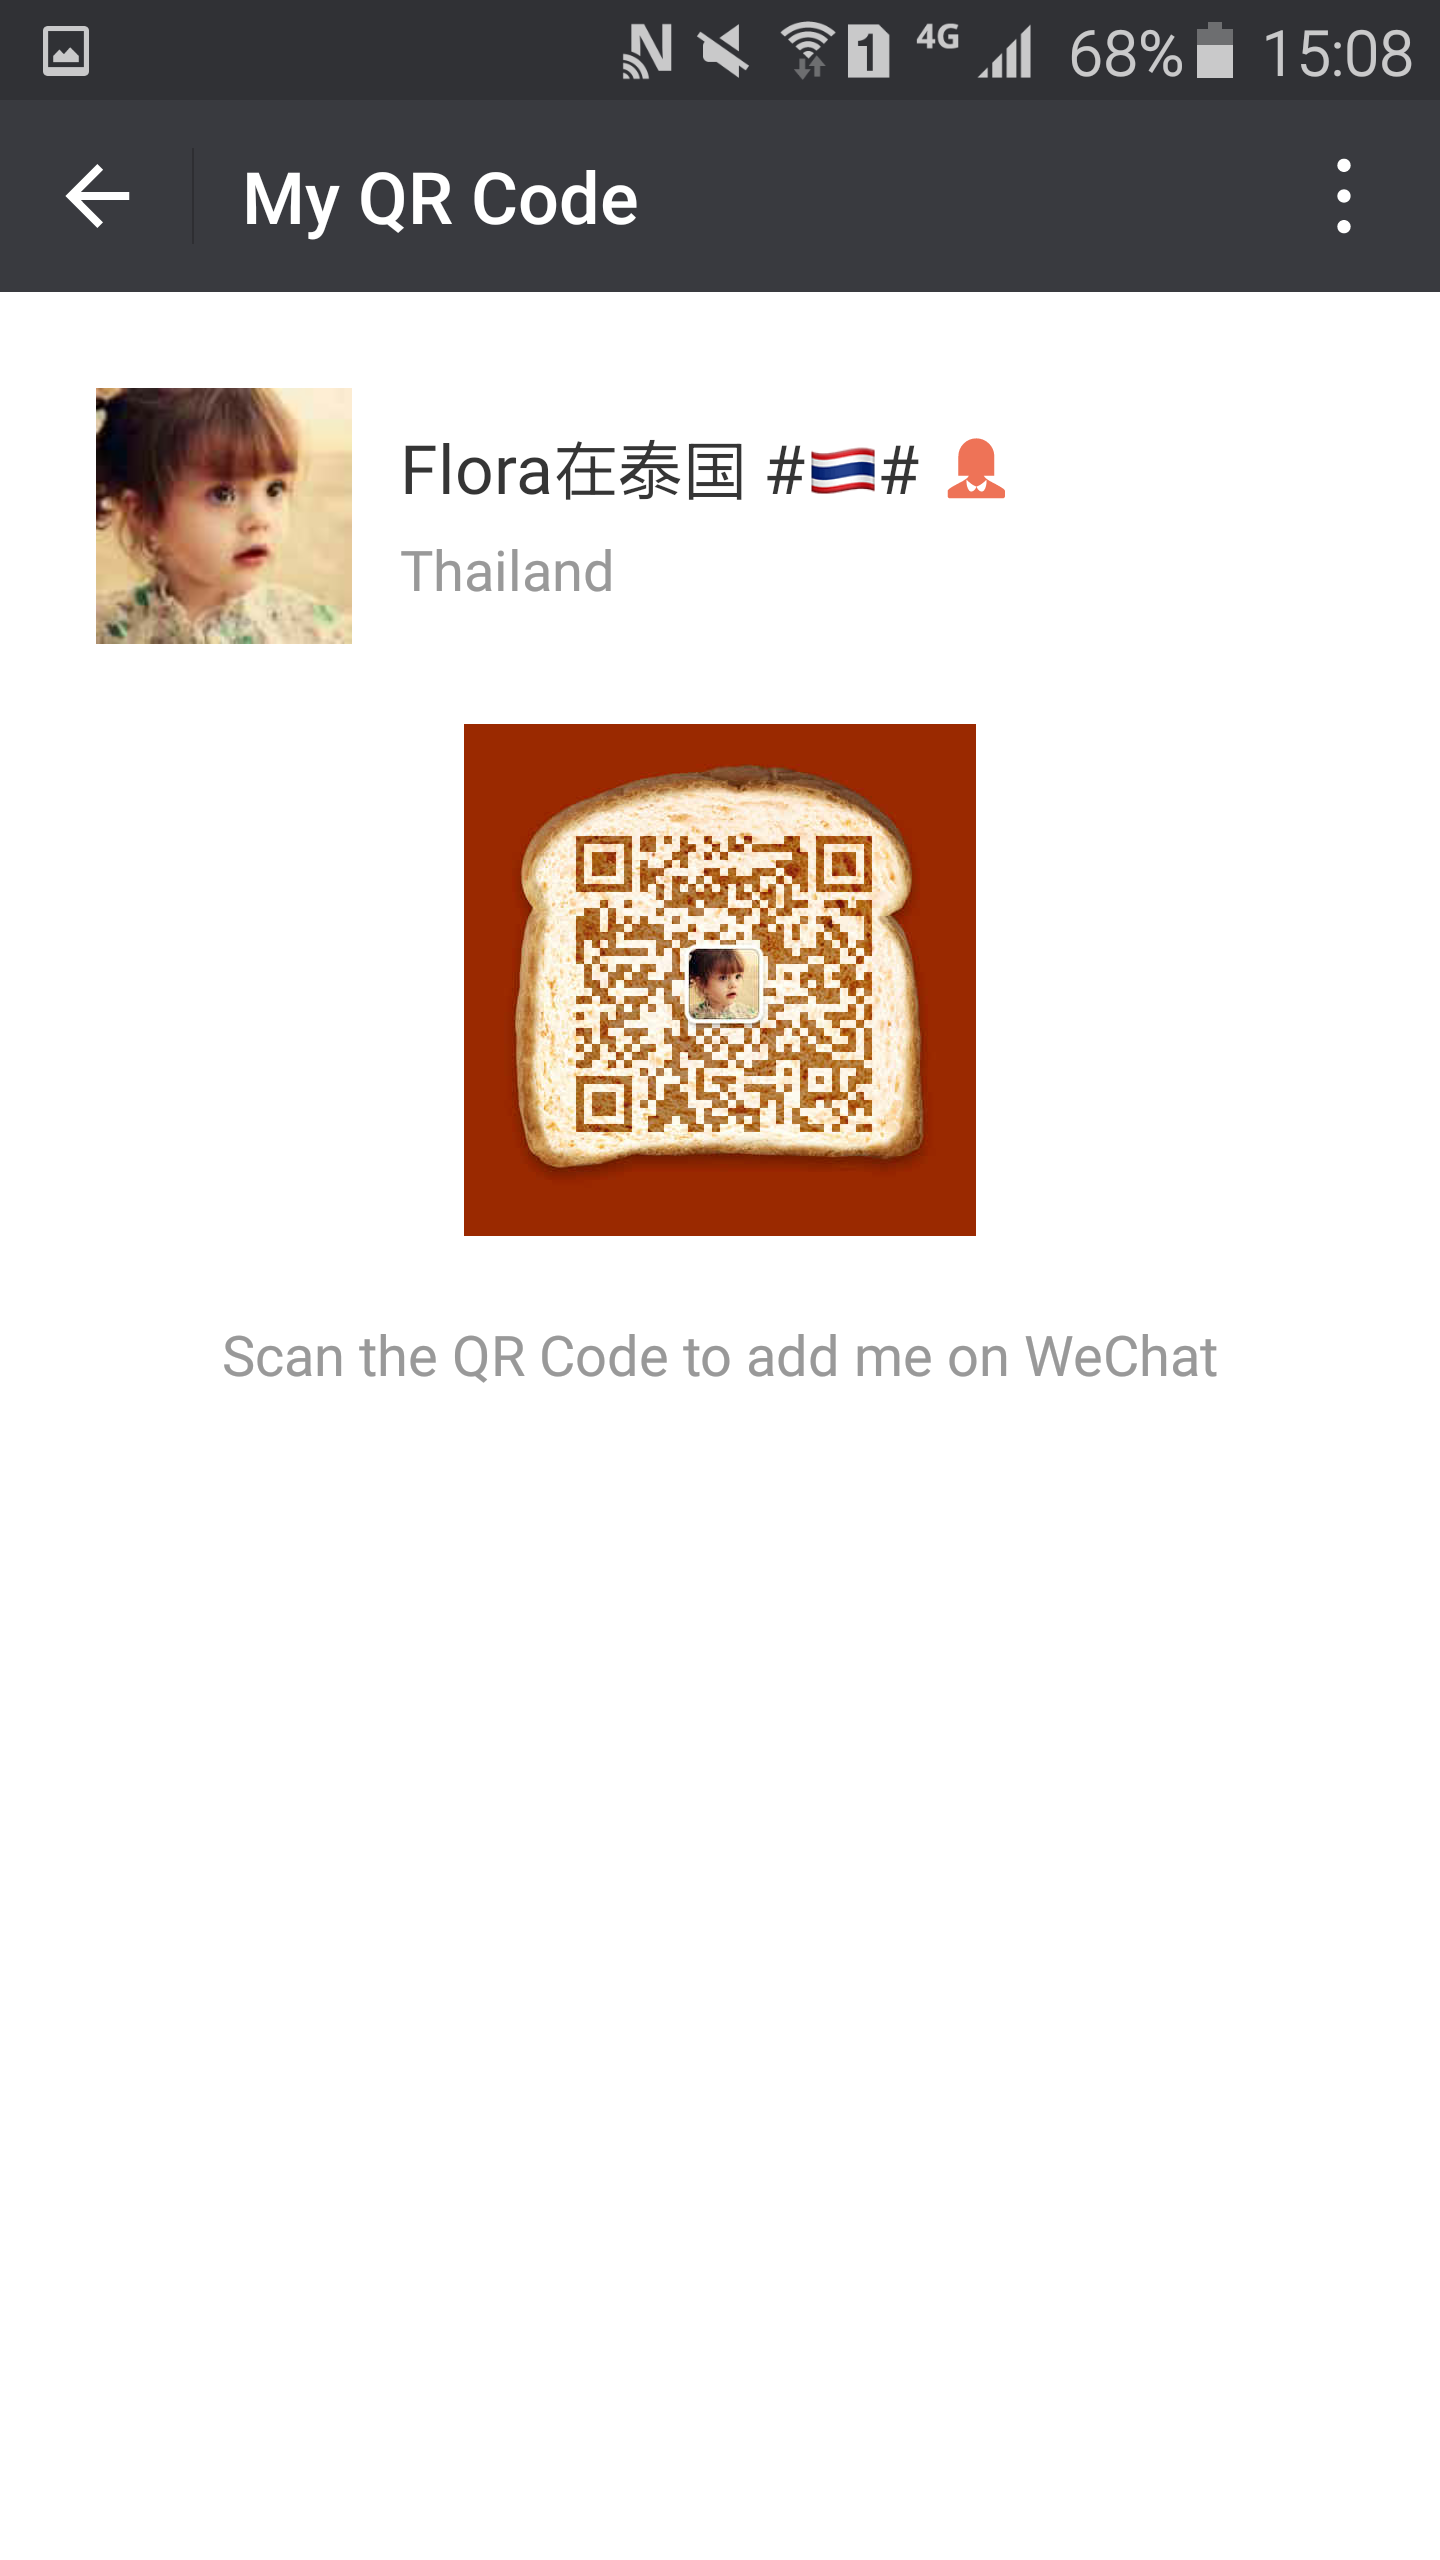 4G 68% 15:08
My QR Code
Flora在泰国 #🇹🇭#
Thailand
Scan the QR Code to add me on WeChat